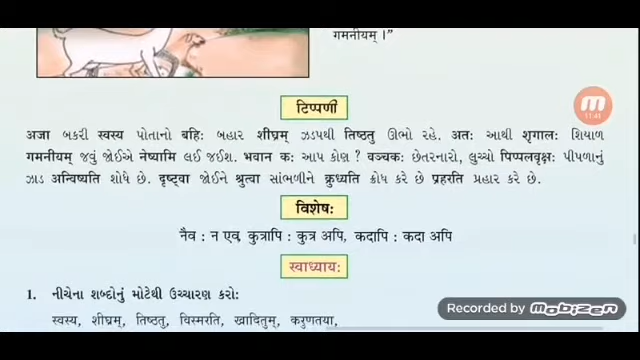 गमनीयम् ।”
टिप्पणी
अजा બકરી स्वस्य પોતાનો बहिः બહાર शीघ्रम् ઝડપથી तिष्ठतु ઊભો રહે. अतः આથી शृगालः શિયાળ
गमनीयम् જવું જોઈએ नेष्यामि લઈ જઈશ. भवान कः આપ કોણ ? वञ्चकः છેતરનારો, લુચ્ચો पिप्पलवृक्षः પીપળાનું
ઝાડ अन्विष्यति શોધે છે. दृष्ट्वा જોઈને श्रुत्वा સાંભળીને क्रुध्यति ક્રોધ કરે છે प्रहरति પ્રહાર કરે છે.
विशेषः
नैव : न एव, कुत्रापि : कुत्र अपि, कदापि : कदा अपि
स्वाध्यायः
1. નીચેના શબ્દોનું મોટેથી ઉચ્ચારણ કરો:
स्वस्य, शीघ्रम्, तिष्ठतु, विस्मरति, खादितुम्, करुणतया,
M
11:41
Recorded by MOBIZEN